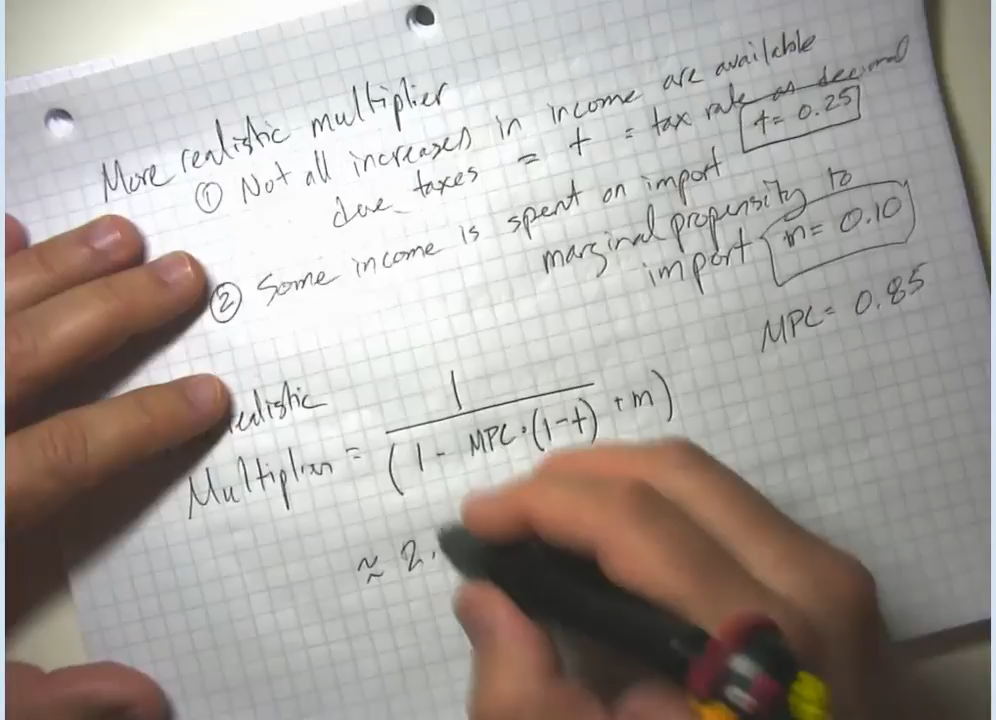 More realistic multiplier
① Not all increases in income are available
due taxes = t = tax rate as decimal
t = 0.25
② Some income is spent on import
marginal propensity to
import m = 0.10
MPC = 0.85
ealistic
Multiplier = 1
(1 - MPC·(1-t) + m)
≈ 2.